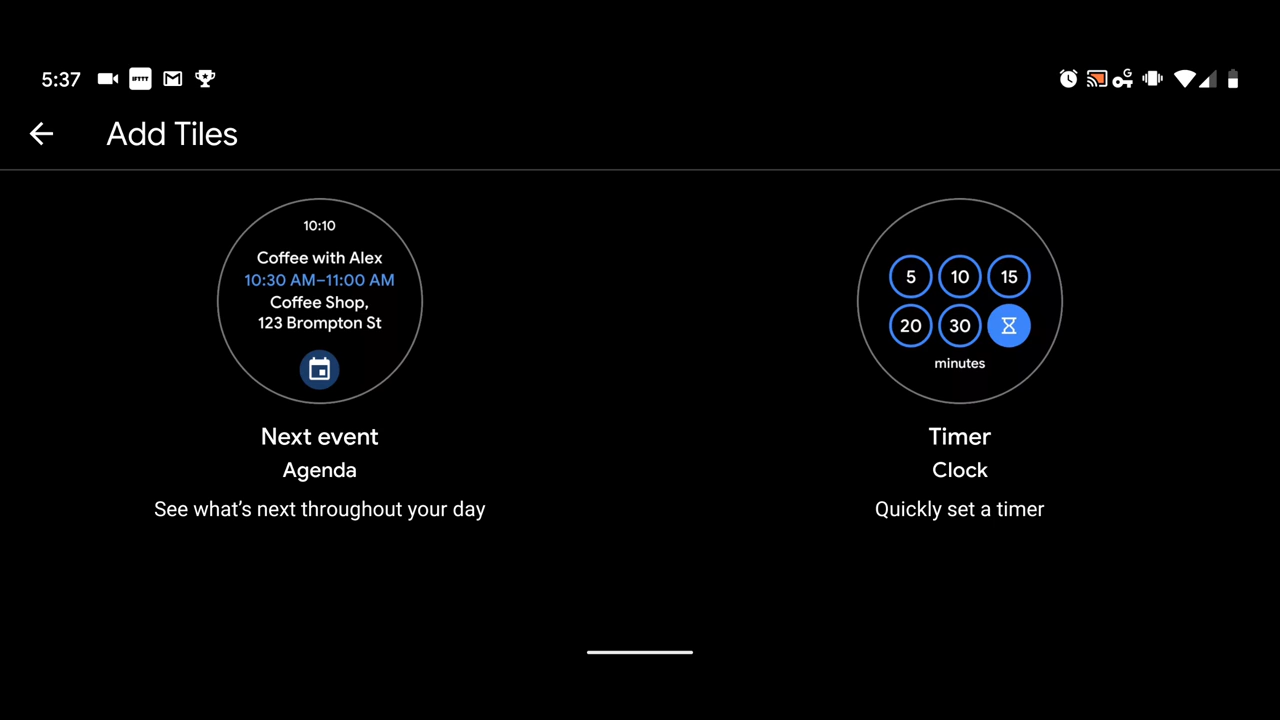 5:37
IFTTT
G
Add Tiles
10:10
Coffee with Alex
10:30 AM–11:00 AM
Coffee Shop,
123 Brompton St
Next event
Agenda
See what's next throughout your day
5 10 15
20 30
minutes
Timer
Clock
Quickly set a timer